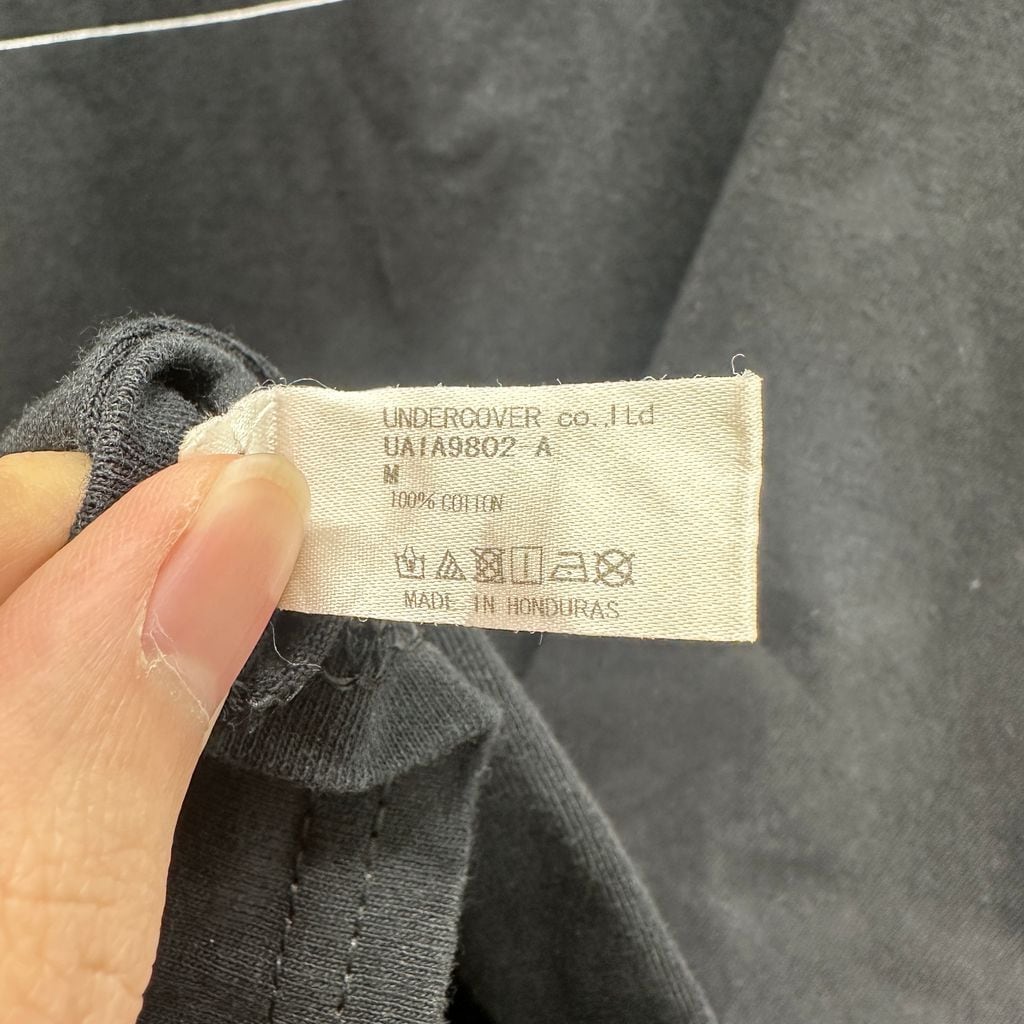 UNDERCOVER co.,ltd
UA1A9802 A
M
100% COTTON
MADE IN HONDURAS